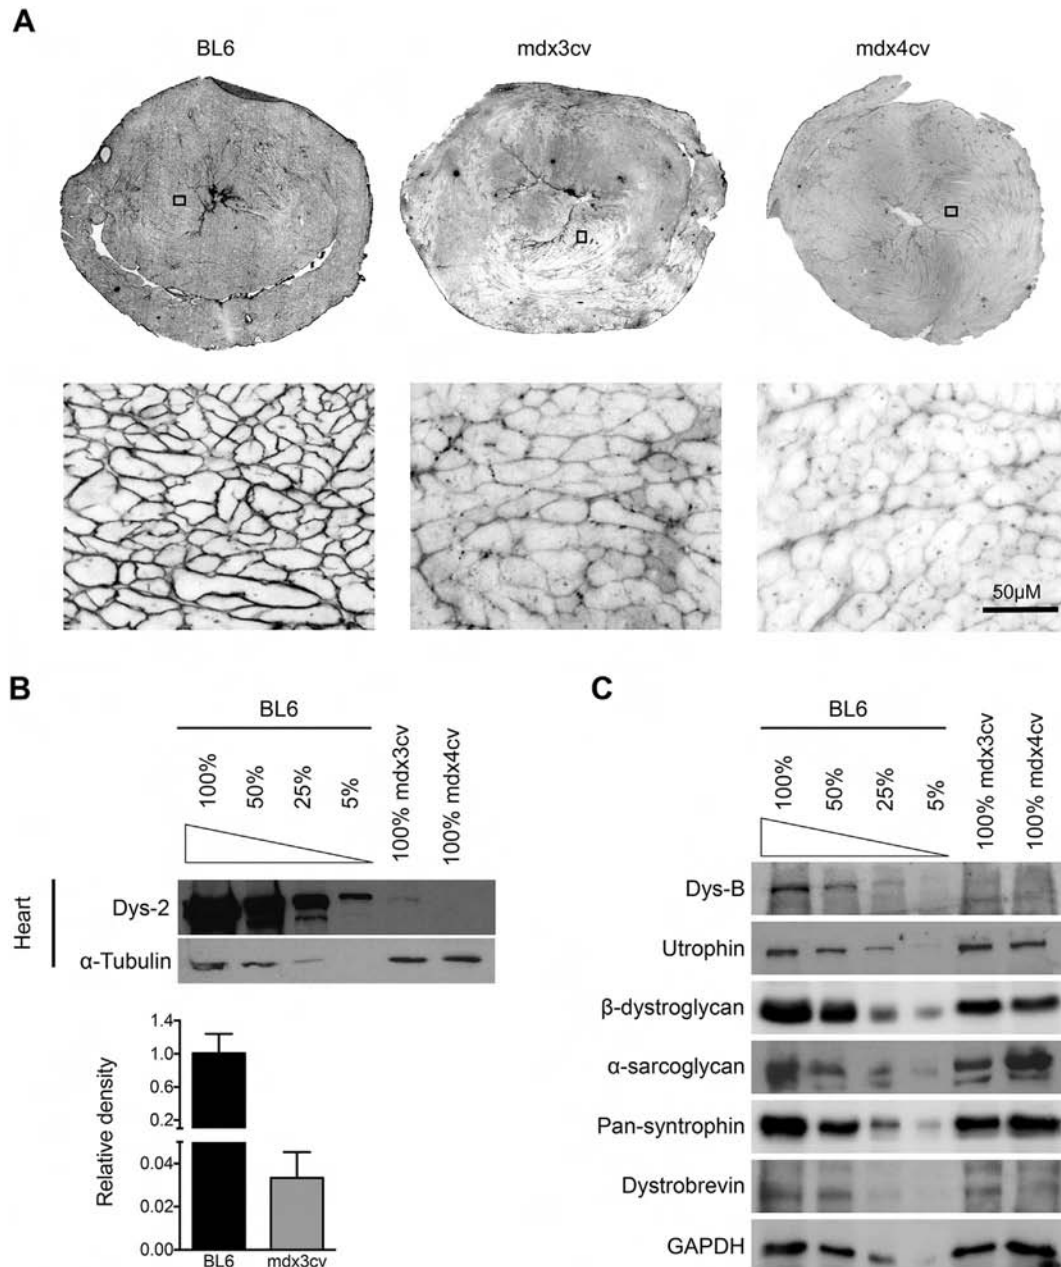 A
BL6
mdx3cv
mdx4cv
50µM
B
BL6
100%
50%
25%
5%
100% mdx3cv
100% mdx4cv
Heart
Dys-2
α-Tubulin
Relative density
1.4
1.0
0.6
0.2
0.04
0.02
0.00
BL6
mdx3cv
C
BL6
100%
50%
25%
5%
100% mdx3cv
100% mdx4cv
Dys-B
Utrophin
β-dystroglycan
α-sarcoglycan
Pan-syntrophin
Dystrobrevin
GAPDH